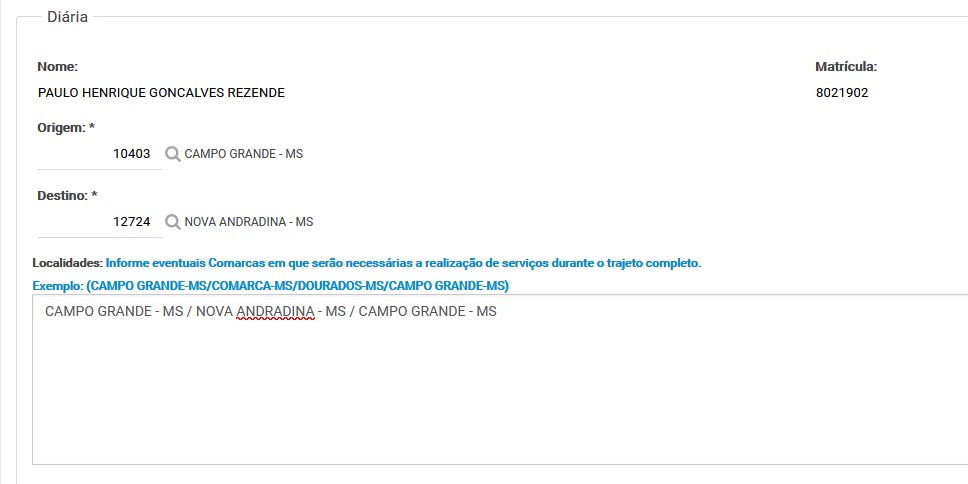 Diária
Nome: Matrícula:
PAULO HENRIQUE GONCALVES REZENDE 8021902
Origem: *
10403 CAMPO GRANDE - MS
Destino: *
12724 NOVA ANDRADINA - MS
Localidades: Informe eventuais Comarcas em que serão necessárias a realização de serviços durante o trajeto completo.
Exemplo: (CAMPO GRANDE-MS/COMARCA-MS/DOURADOS-MS/CAMPO GRANDE-MS)
CAMPO GRANDE - MS / NOVA ANDRADINA - MS / CAMPO GRANDE - MS